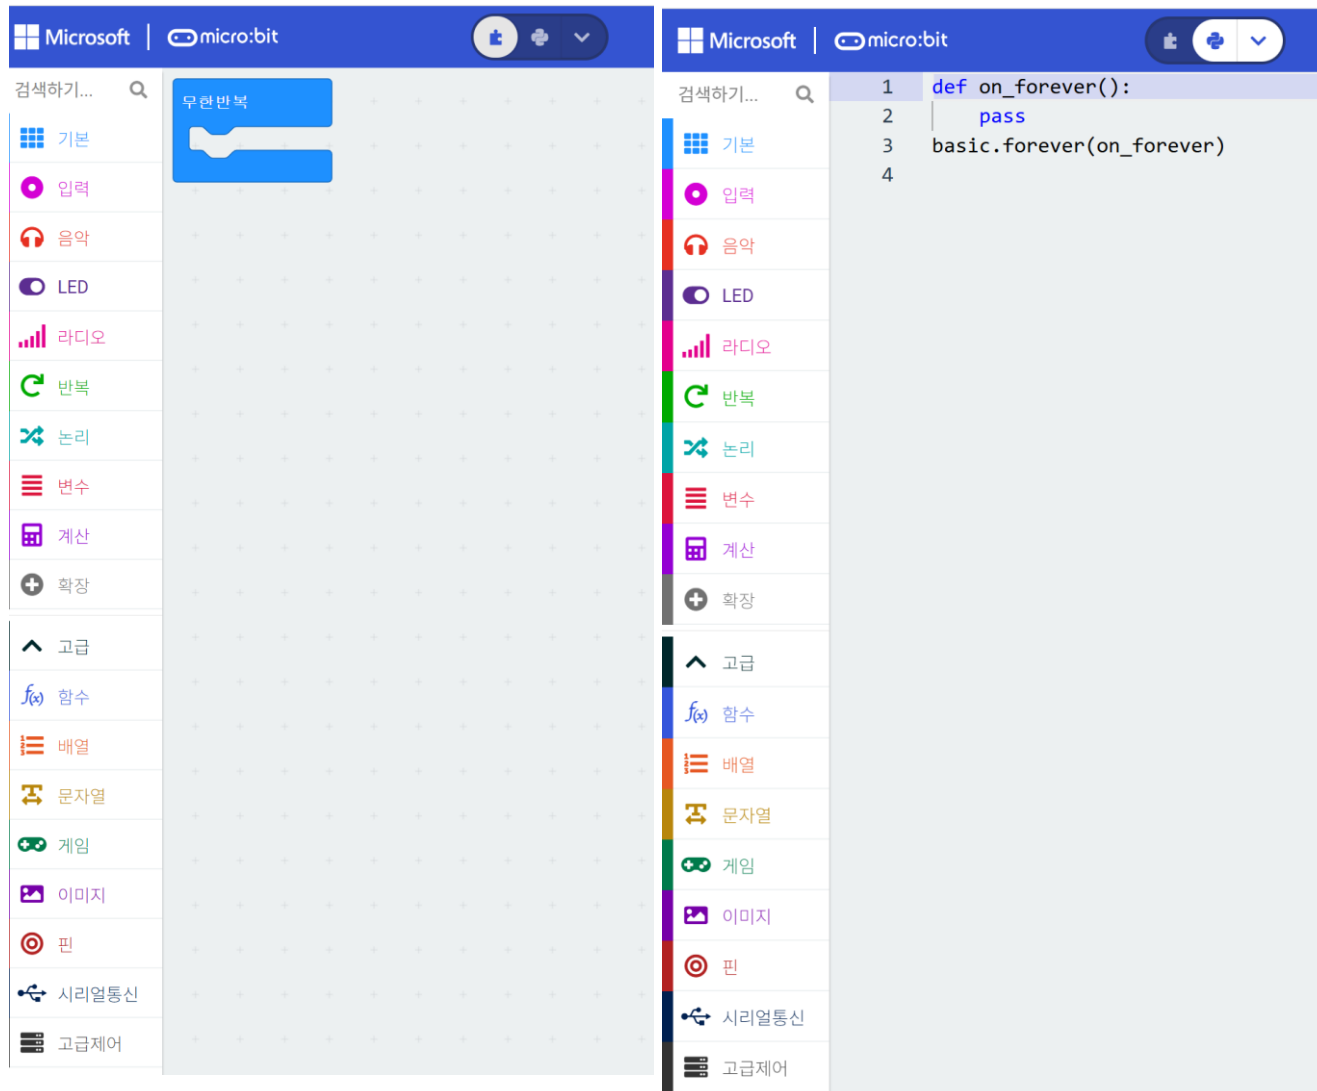 Microsoft | micro:bit
검색하기...
무한반복
기본
입력
음악
LED
라디오
반복
논리
변수
계산
확장
고급
f(x) 함수
배열
문자열
게임
이미지
핀
시리얼통신
고급제어
Microsoft | micro:bit
검색하기...
기본
입력
음악
LED
라디오
반복
논리
변수
계산
확장
고급
f(x) 함수
배열
문자열
게임
이미지
핀
시리얼통신
고급제어
1 def on_forever():
2 pass
3 basic.forever(on_forever)
4